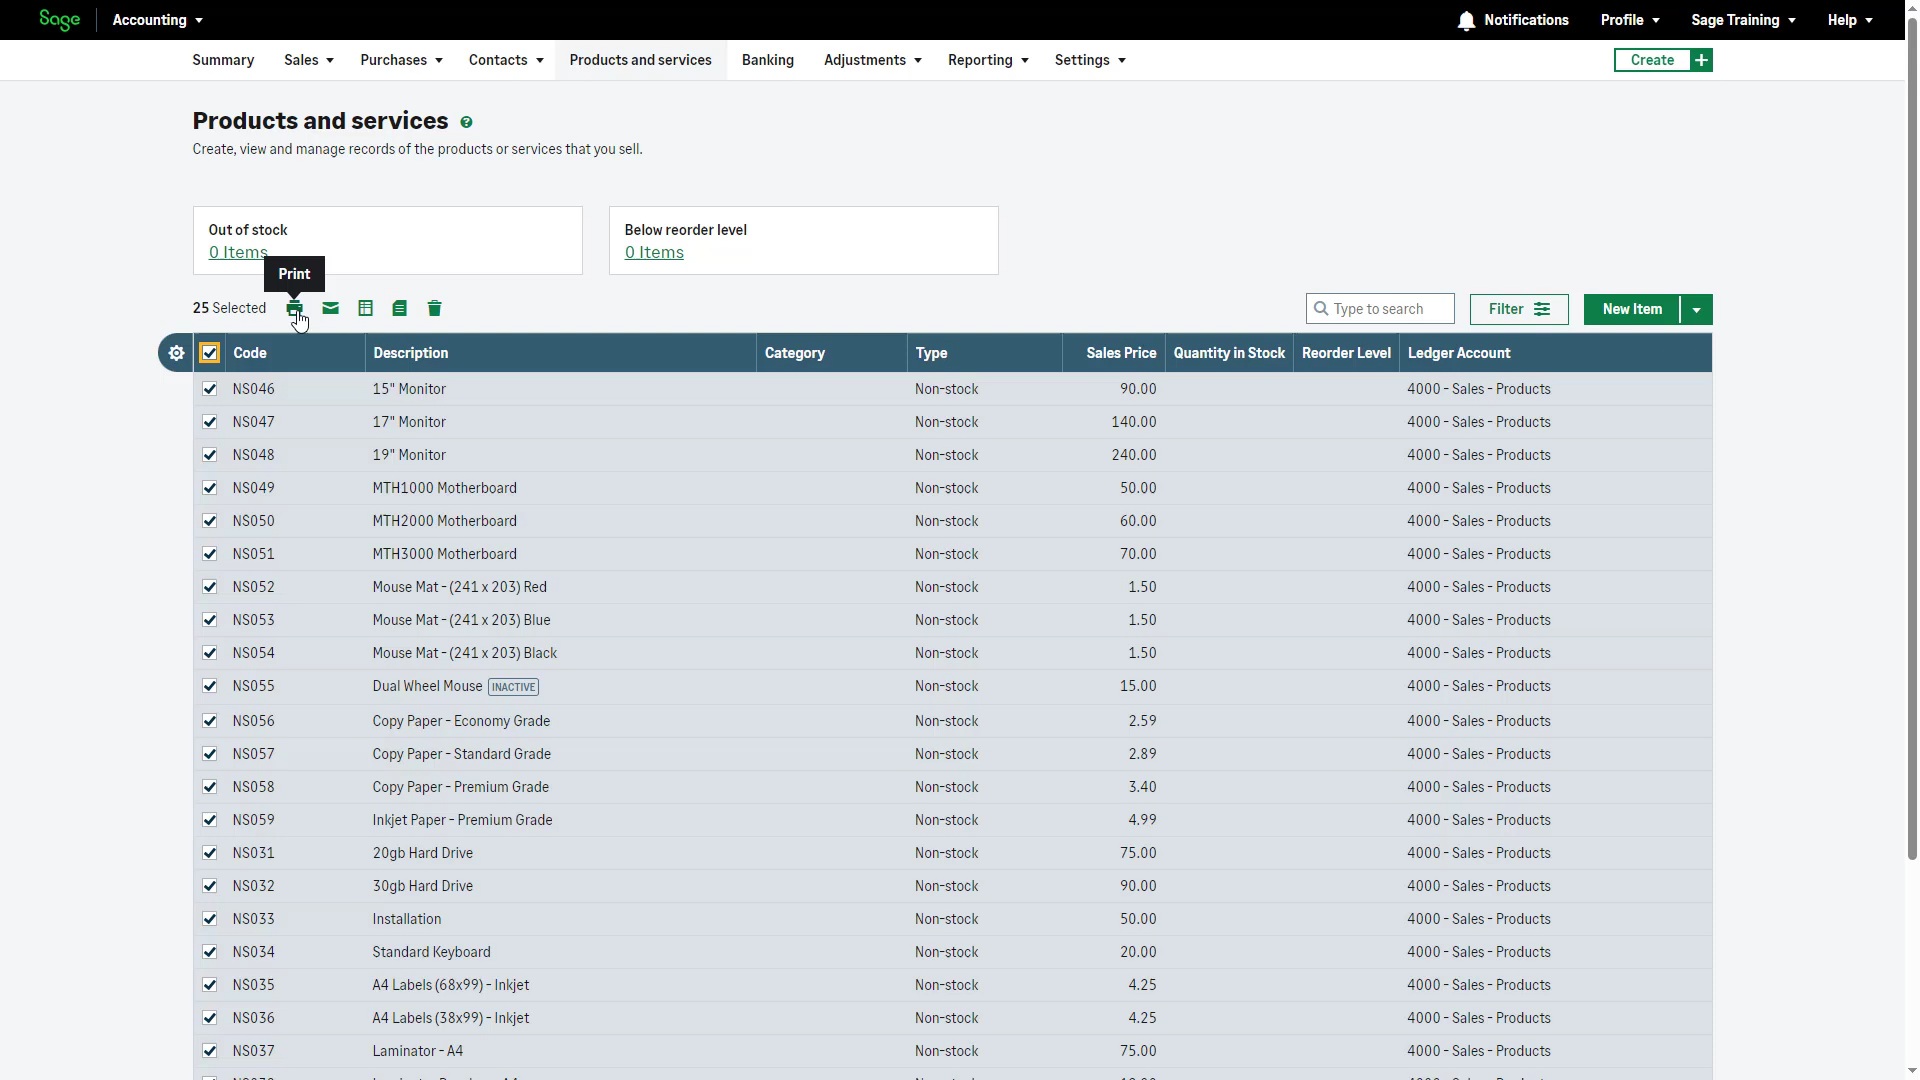 Sage Accounting Notifications Profile Sage Training Help
Summary Sales Purchases Contacts Products and services Banking Adjustments Reporting Settings Create +
Products and services ?
Create, view and manage records of the products or services that you sell.
Out of stock
0 Items
Below reorder level
0 Items
Print
25 Selected Type to search Filter New Item
Code Description Category Type Sales Price Quantity in Stock Reorder Level Ledger Account
NS046 15" Monitor Non-stock 90.00 4000 - Sales - Products
NS047 17" Monitor Non-stock 140.00 4000 - Sales - Products
NS048 19" Monitor Non-stock 240.00 4000 - Sales - Products
NS049 MTH1000 Motherboard Non-stock 50.00 4000 - Sales - Products
NS050 MTH2000 Motherboard Non-stock 60.00 4000 - Sales - Products
NS051 MTH3000 Motherboard Non-stock 70.00 4000 - Sales - Products
NS052 Mouse Mat - (241 x 203) Red Non-stock 1.50 4000 - Sales - Products
NS053 Mouse Mat - (241 x 203) Blue Non-stock 1.50 4000 - Sales - Products
NS054 Mouse Mat - (241 x 203) Black Non-stock 1.50 4000 - Sales - Products
NS055 Dual Wheel Mouse INACTIVE Non-stock 15.00 4000 - Sales - Products
NS056 Copy Paper - Economy Grade Non-stock 2.59 4000 - Sales - Products
NS057 Copy Paper - Standard Grade Non-stock 2.89 4000 - Sales - Products
NS058 Copy Paper - Premium Grade Non-stock 3.40 4000 - Sales - Products
NS059 Inkjet Paper - Premium Grade Non-stock 4.99 4000 - Sales - Products
NS031 20gb Hard Drive Non-stock 75.00 4000 - Sales - Products
NS032 30gb Hard Drive Non-stock 90.00 4000 - Sales - Products
NS033 Installation Non-stock 50.00 4000 - Sales - Products
NS034 Standard Keyboard Non-stock 20.00 4000 - Sales - Products
NS035 A4 Labels (68x99) - Inkjet Non-stock 4.25 4000 - Sales - Products
NS036 A4 Labels (38x99) - Inkjet Non-stock 4.25 4000 - Sales - Products
NS037 Laminator - A4 Non-stock 75.00 4000 - Sales - Products